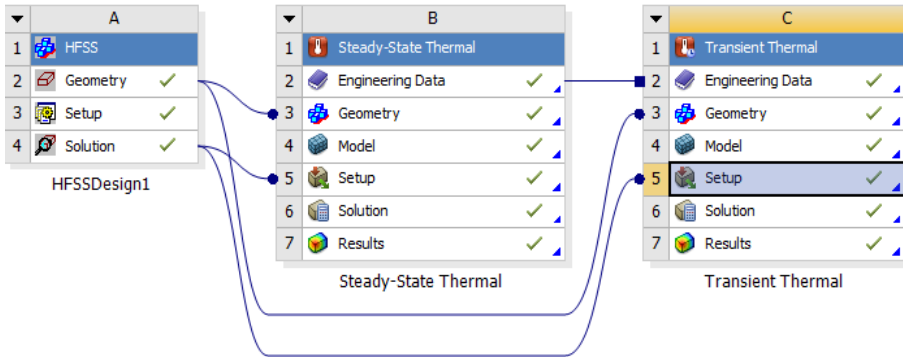 A
1 HFSS
2 Geometry
3 Setup
4 Solution
HFSSDesign1
B
1 Steady-State Thermal
2 Engineering Data
3 Geometry
4 Model
5 Setup
6 Solution
7 Results
Steady-State Thermal
C
1 Transient Thermal
2 Engineering Data
3 Geometry
4 Model
5 Setup
6 Solution
7 Results
Transient Thermal